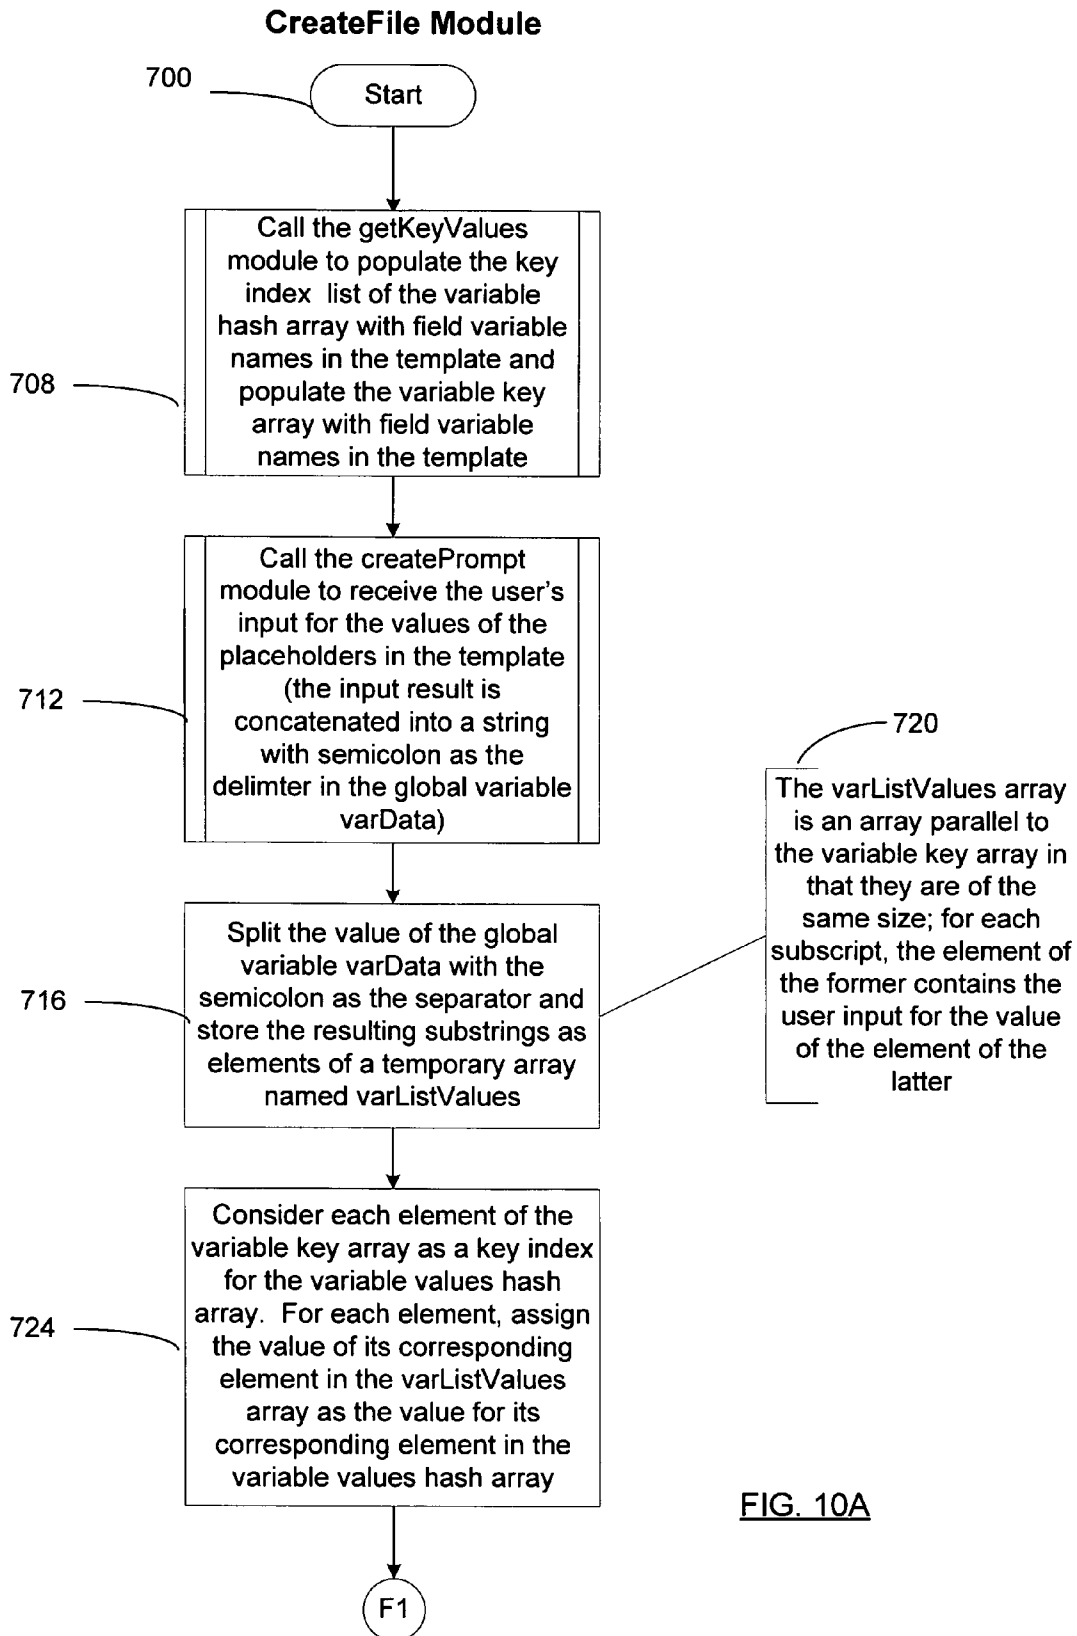 CreateFile Module
700
Start
Call the getKeyValues
module to populate the key
index list of the variable
hash array with field variable
names in the template and
populate the variable key
array with field variable
names in the template
708
Call the createPrompt
module to receive the user's
input for the values of the
placeholders in the template
(the input result is
concatenated into a string
with semicolon as the
delimter in the global variable
varData)
712
720
The varListValues array
is an array parallel to
the variable key array in
that they are of the
same size; for each
subscript, the element of
the former contains the
user input for the value
of the element of the
latter
Split the value of the global
variable varData with the
semicolon as the separator and
store the resulting substrings as
elements of a temporary array
named varListValues
716
Consider each element of the
variable key array as a key index
for the variable values hash
array. For each element, assign
the value of its corresponding
element in the varListValues
array as the value for its
corresponding element in the
variable values hash array
724
FIG. 10A
F1